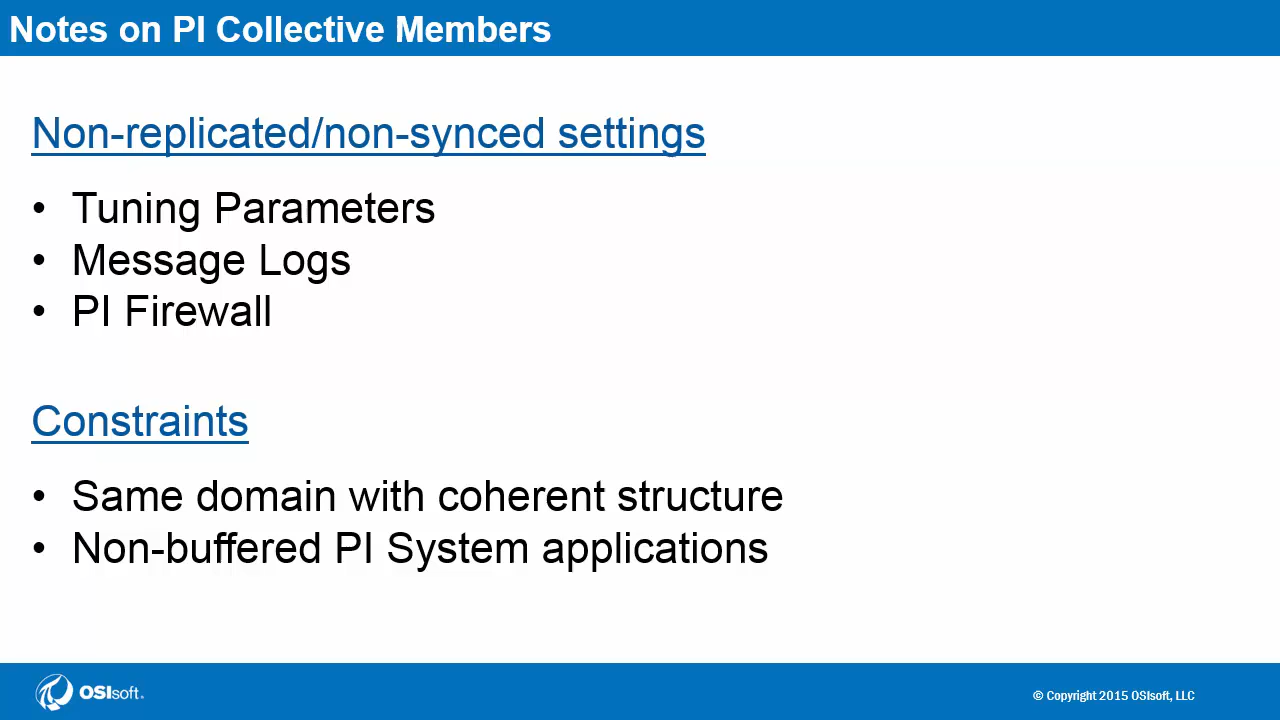 Notes on PI Collective Members
Non-replicated/non-synced settings
• Tuning Parameters
• Message Logs
• PI Firewall
Constraints
• Same domain with coherent structure
• Non-buffered PI System applications
OSIsoft.
© Copyright 2015 OSIsoft, LLC